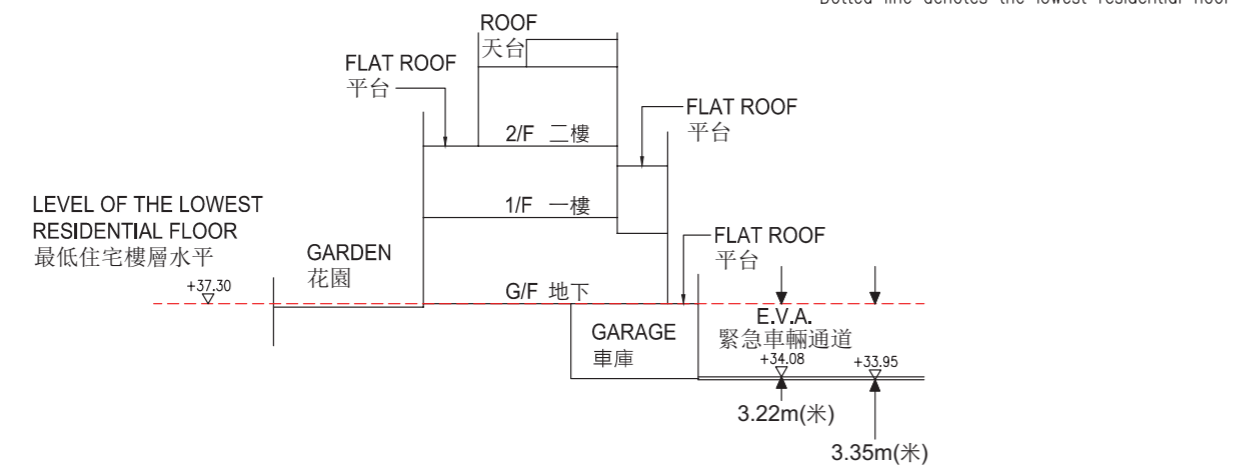 Dotted line denotes the lowest residential floor
ROOF
天台
FLAT ROOF
平台
FLAT ROOF
平台
2/F 二樓
LEVEL OF THE LOWEST
RESIDENTIAL FLOOR
最低住宅樓層水平
1/F 一樓
GARDEN
花園
FLAT ROOF
平台
+37.30
G/F 地下
GARAGE
車庫
E.V.A.
緊急車輛通道
+34.08
+33.95
3.22m(米)
3.35m(米)